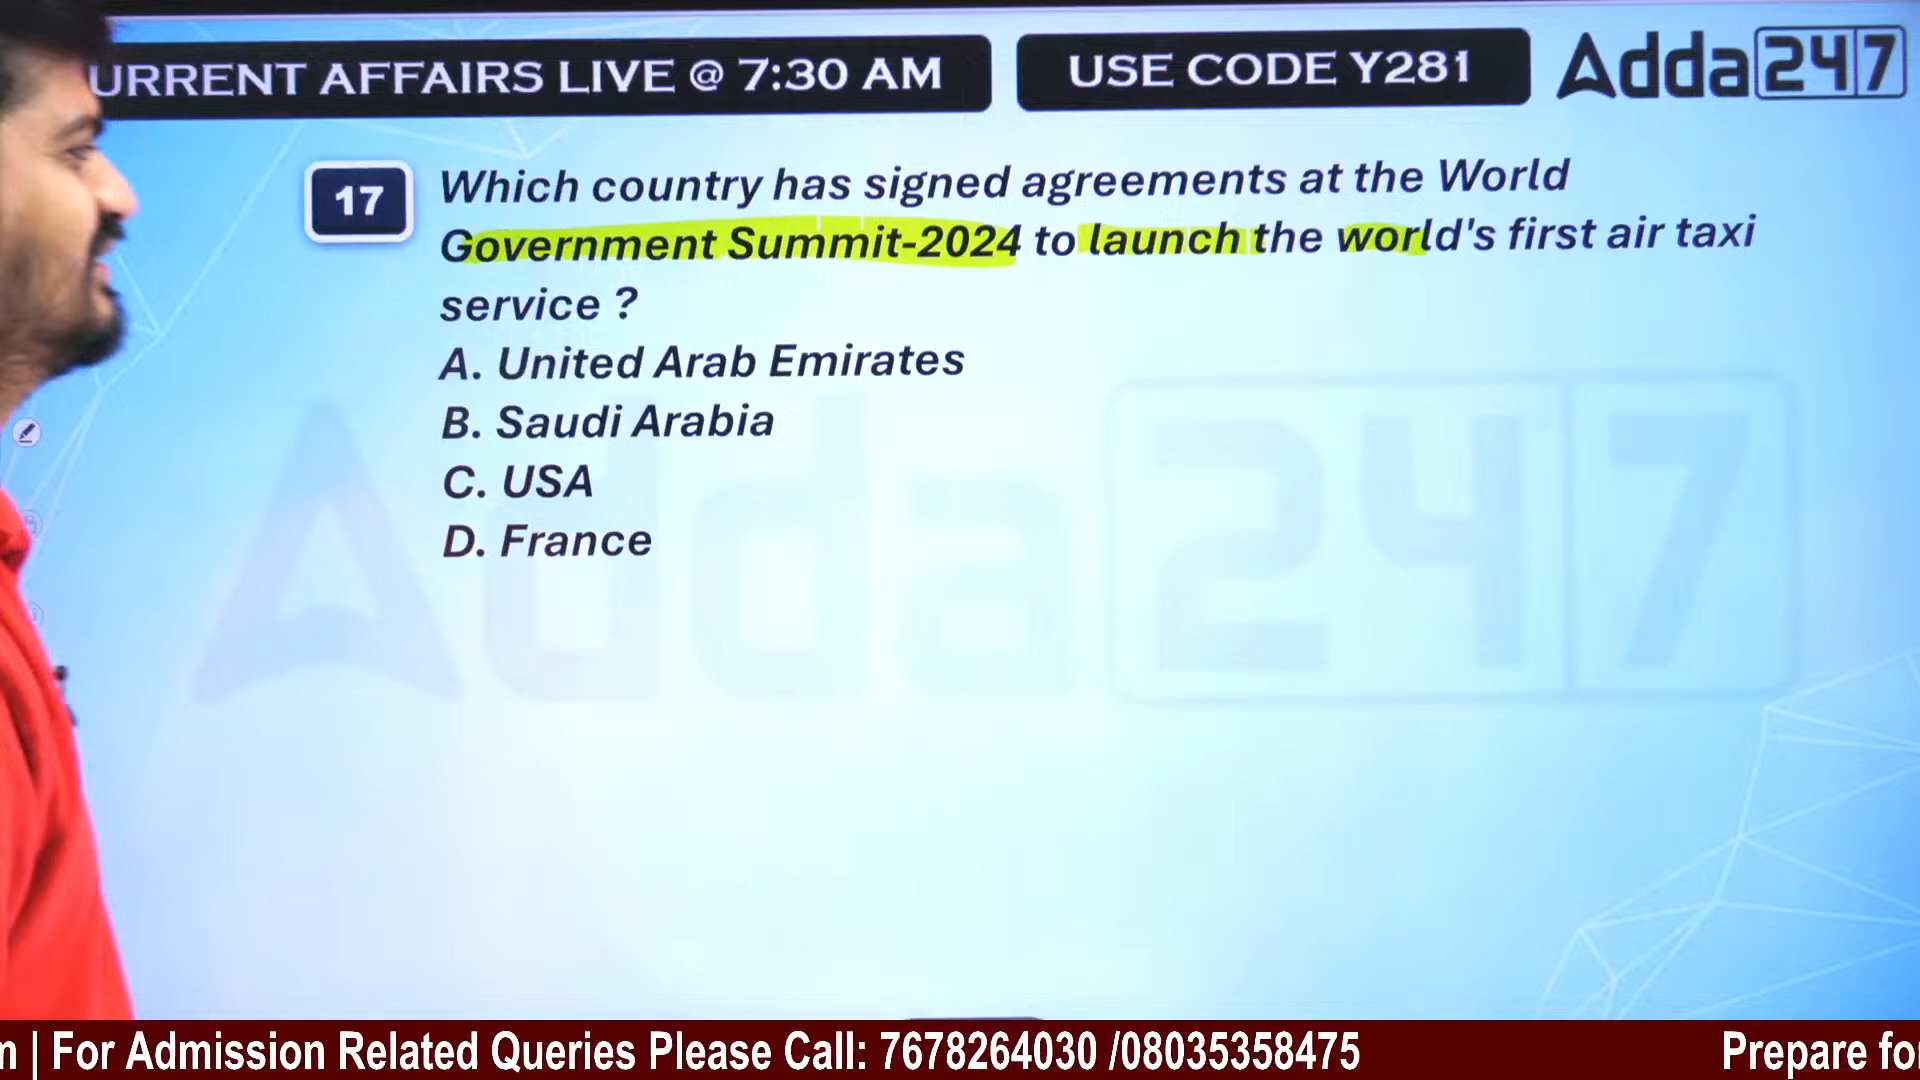 URRENT AFFAIRS LIVE @ 7:30 AM
USE CODE Y281
Adda247
17
Which country has signed agreements at the World
Government Summit-2024 to launch the world's first air taxi
service ?
A. United Arab Emirates
B. Saudi Arabia
C. USA
D. France
Adda247
m | For Admission Related Queries Please Call: 7678264030 /08035358475
Prepare for